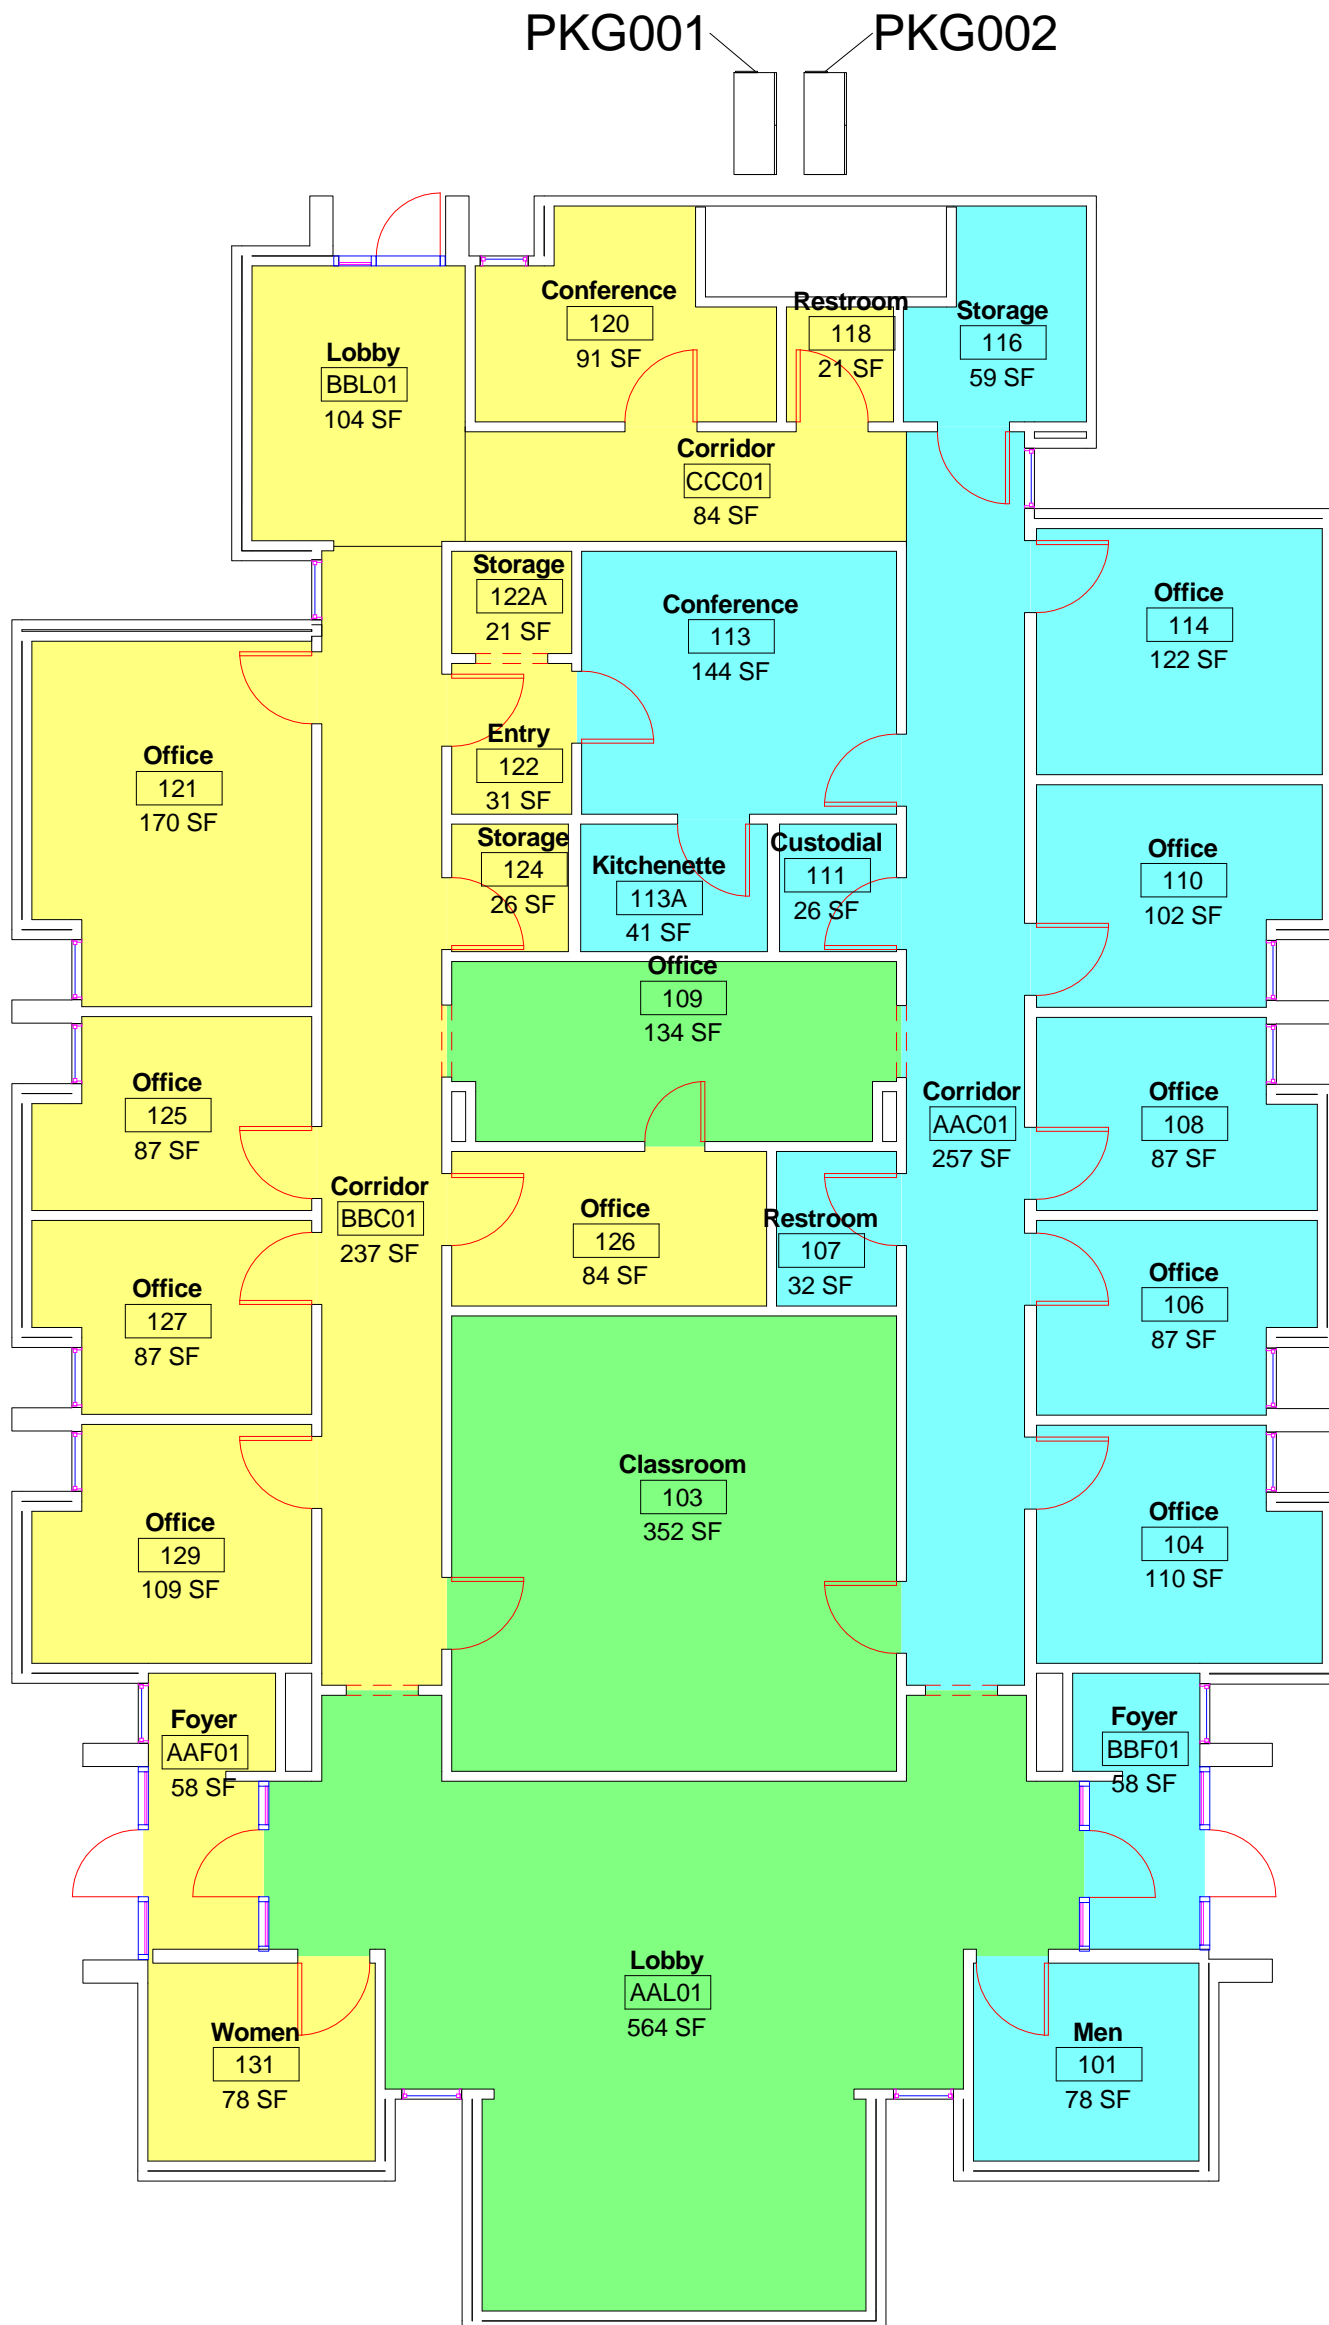 PKG001 PKG002
Conference
120
91 SF
Restroom
118
21 SF
Storage
116
59 SF
Lobby
BBL01
104 SF
Corridor
CCC01
84 SF
Storage
122A
21 SF
Conference
113
144 SF
Office
114
122 SF
Entry
122
31 SF
Office
121
170 SF
Storage
124
26 SF
Kitchenette
113A
41 SF
Custodial
111
26 SF
Office
110
102 SF
Office
109
134 SF
Office
125
87 SF
Corridor
AAC01
257 SF
Office
108
87 SF
Corridor
BBC01
237 SF
Office
126
84 SF
Restroom
107
32 SF
Office
127
87 SF
Office
106
87 SF
Classroom
103
352 SF
Office
129
109 SF
Office
104
110 SF
Foyer
AAF01
58 SF
Foyer
BBF01
58 SF
Lobby
AAL01
564 SF
Women
131
78 SF
Men
101
78 SF